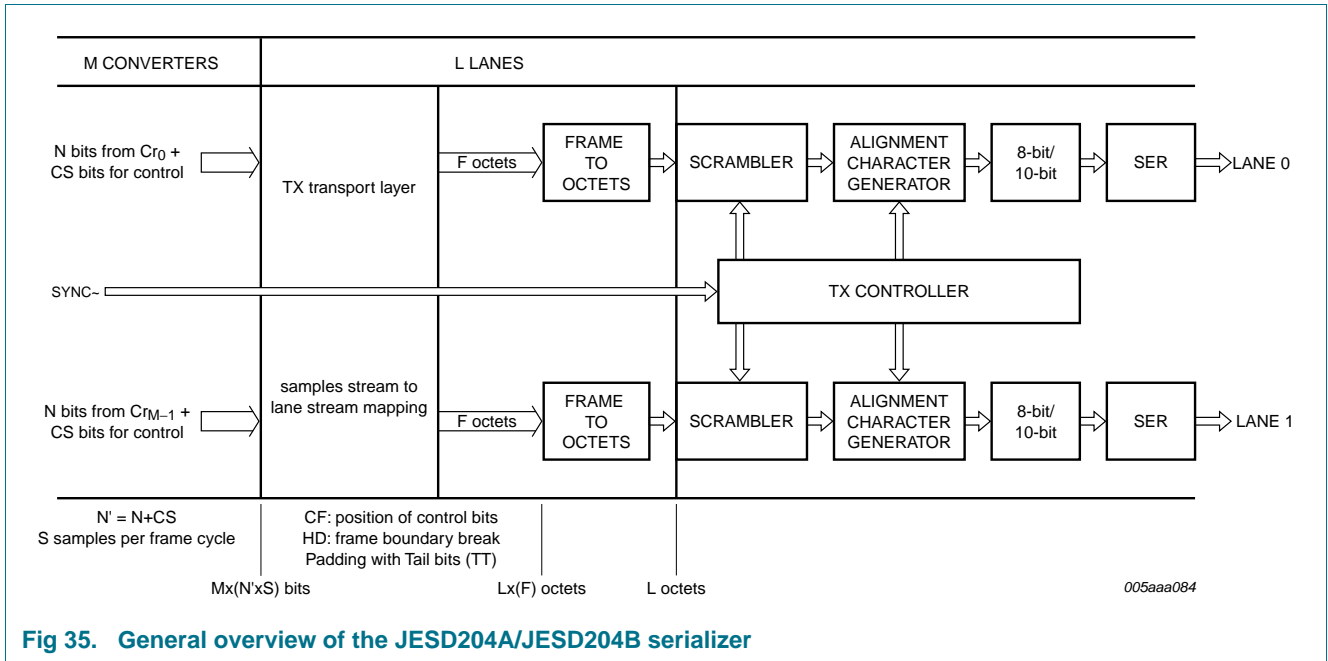 M CONVERTERS
L LANES
N bits from Cr0 +
CS bits for control
TX transport layer
F octets
FRAME
TO
OCTETS
SCRAMBLER
ALIGNMENT
CHARACTER
GENERATOR
8-bit/
10-bit
SER
LANE 0
SYNC~
TX CONTROLLER
N bits from CrM–1 +
CS bits for control
samples stream to
lane stream mapping
F octets
FRAME
TO
OCTETS
SCRAMBLER
ALIGNMENT
CHARACTER
GENERATOR
8-bit/
10-bit
SER
LANE 1
N' = N+CS
S samples per frame cycle
CF: position of control bits
HD: frame boundary break
Padding with Tail bits (TT)
Mx(N'xS) bits
Lx(F) octets
L octets
005aaa084
Fig 35. General overview of the JESD204A/JESD204B serializer